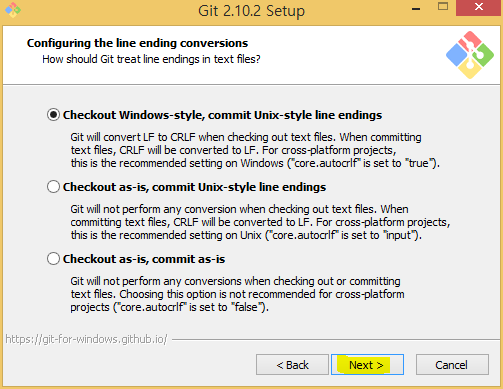 Git 2.10.2 Setup
Configuring the line ending conversions
How should Git treat line endings in text files?
Checkout Windows-style, commit Unix-style line endings
Git will convert LF to CRLF when checking out text files. When committing
text files, CRLF will be converted to LF. For cross-platform projects,
this is the recommended setting on Windows ("core.autocrlf" is set to "true").
Checkout as-is, commit Unix-style line endings
Git will not perform any conversion when checking out text files. When
committing text files, CRLF will be converted to LF. For cross-platform projects,
this is the recommended setting on Unix ("core.autocrlf" is set to "input").
Checkout as-is, commit as-is
Git will not perform any conversions when checking out or committing
text files. Choosing this option is not recommended for cross-platform
projects ("core.autocrlf" is set to "false").
https://git-for-windows.github.io/
< Back
Next >
Cancel